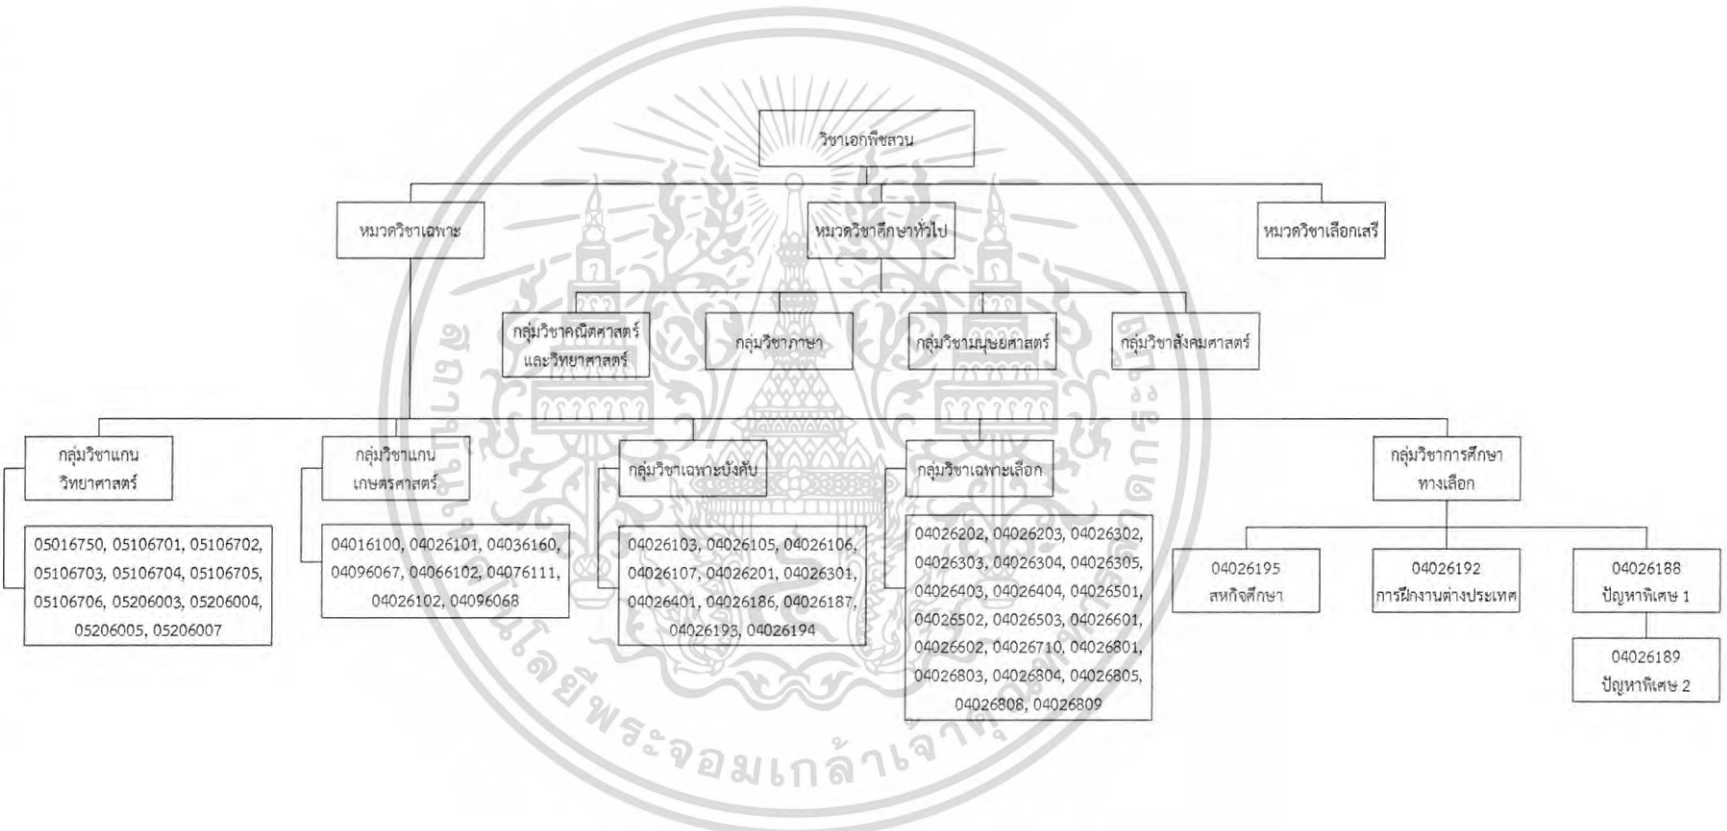 วิชาเอกพืชสวน
หมวดวิชาเฉพาะ
หมวดวิชาศึกษาทั่วไป
หมวดวิชาเลือกเสรี
กลุ่มวิชาคณิตศาสตร์
และวิทยาศาสตร์
กลุ่มวิชาภาษา
กลุ่มวิชามนุษยศาสตร์
กลุ่มวิชาสังคมศาสตร์
กลุ่มวิชาแกน
วิทยาศาสตร์
กลุ่มวิชาแกน
เกษตรศาสตร์
กลุ่มวิชาเฉพาะบังคับ
กลุ่มวิชาเฉพาะเลือก
กลุ่มวิชาการศึกษา
ทางเลือก
05016750, 05106701, 05106702,
05106703, 05106704, 05106705,
05106706, 05206003, 05206004,
05206005, 05206007
04016100, 04026101, 04036160,
04096067, 04066102, 04076111,
04026102, 04096068
04026103, 04026105, 04026106,
04026107, 04026201, 04026301,
04026401, 04026186, 04026187,
04026193, 04026194
04026202, 04026203, 04026302,
04026303, 04026304, 04026305,
04026403, 04026404, 04026501,
04026502, 04026503, 04026601,
04026602, 04026710, 04026801,
04026803, 04026804, 04026805,
04026808, 04026809
04026195
สหกิจศึกษา
04026192
การฝึกงานต่างประเทศ
04026188
ปัญหาพิเศษ 1
04026189
ปัญหาพิเศษ 2